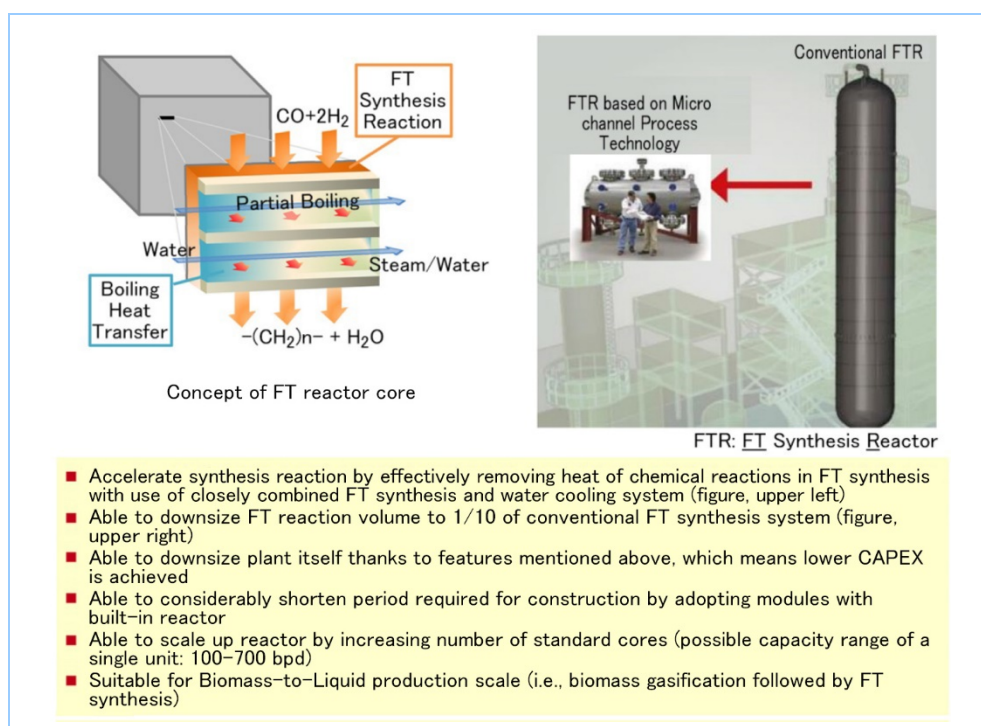 FT
Synthesis
Reaction
CO+2H₂
Partial Boiling
Water
Steam/Water
Boiling
Heat
Transfer
-(CH₂)n- + H₂O
Concept of FT reactor core
Conventional FTR
FTR based on Micro
channel Process
Technology
FTR: FT Synthesis Reactor
■ Accelerate synthesis reaction by effectively removing heat of chemical reactions in FT synthesis
with use of closely combined FT synthesis and water cooling system (figure, upper left)
■ Able to downsize FT reaction volume to 1/10 of conventional FT synthesis system (figure,
upper right)
■ Able to downsize plant itself thanks to features mentioned above, which means lower CAPEX
is achieved
■ Able to considerably shorten period required for construction by adopting modules with
built-in reactor
■ Able to scale up reactor by increasing number of standard cores (possible capacity range of a
single unit: 100-700 bpd)
■ Suitable for Biomass-to-Liquid production scale (i.e., biomass gasification followed by FT
synthesis)